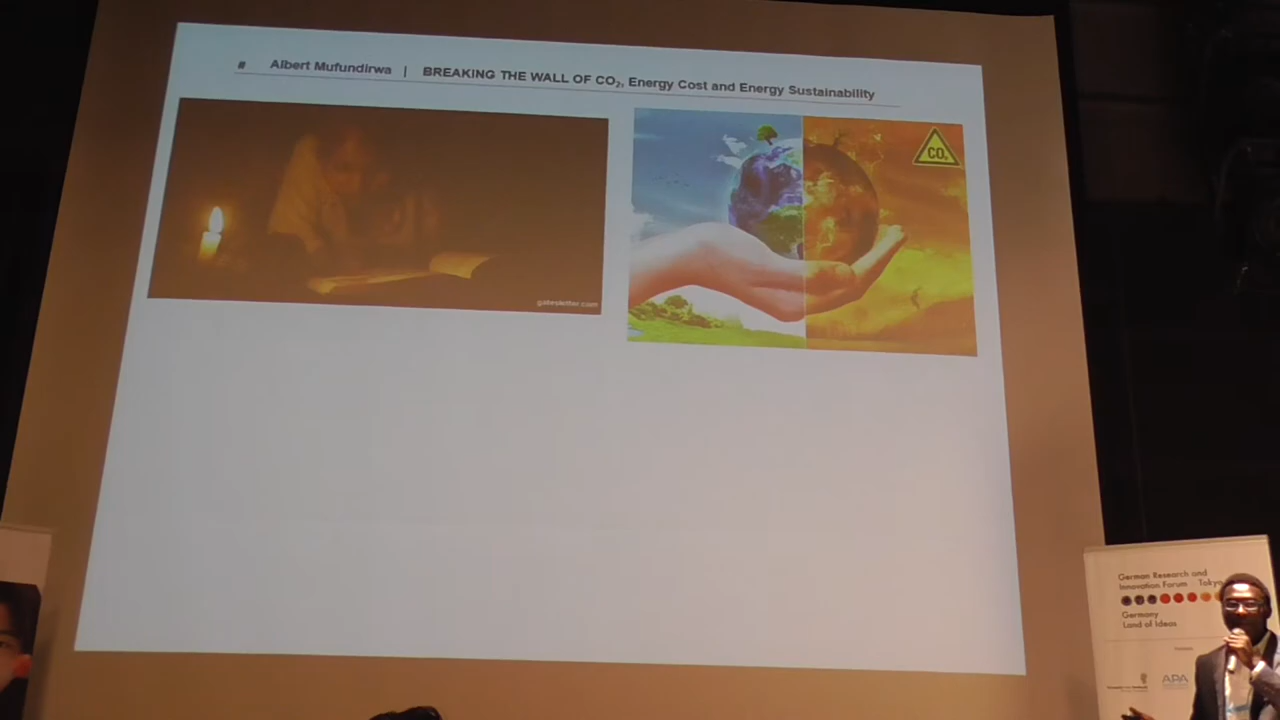 # Albert Mufundirwa | BREAKING THE WALL OF CO₂, Energy Cost and Energy Sustainability
CO₂
gatesletter.com
German Research and
Innovation Forum Tokyo
Germany
Land of Ideas